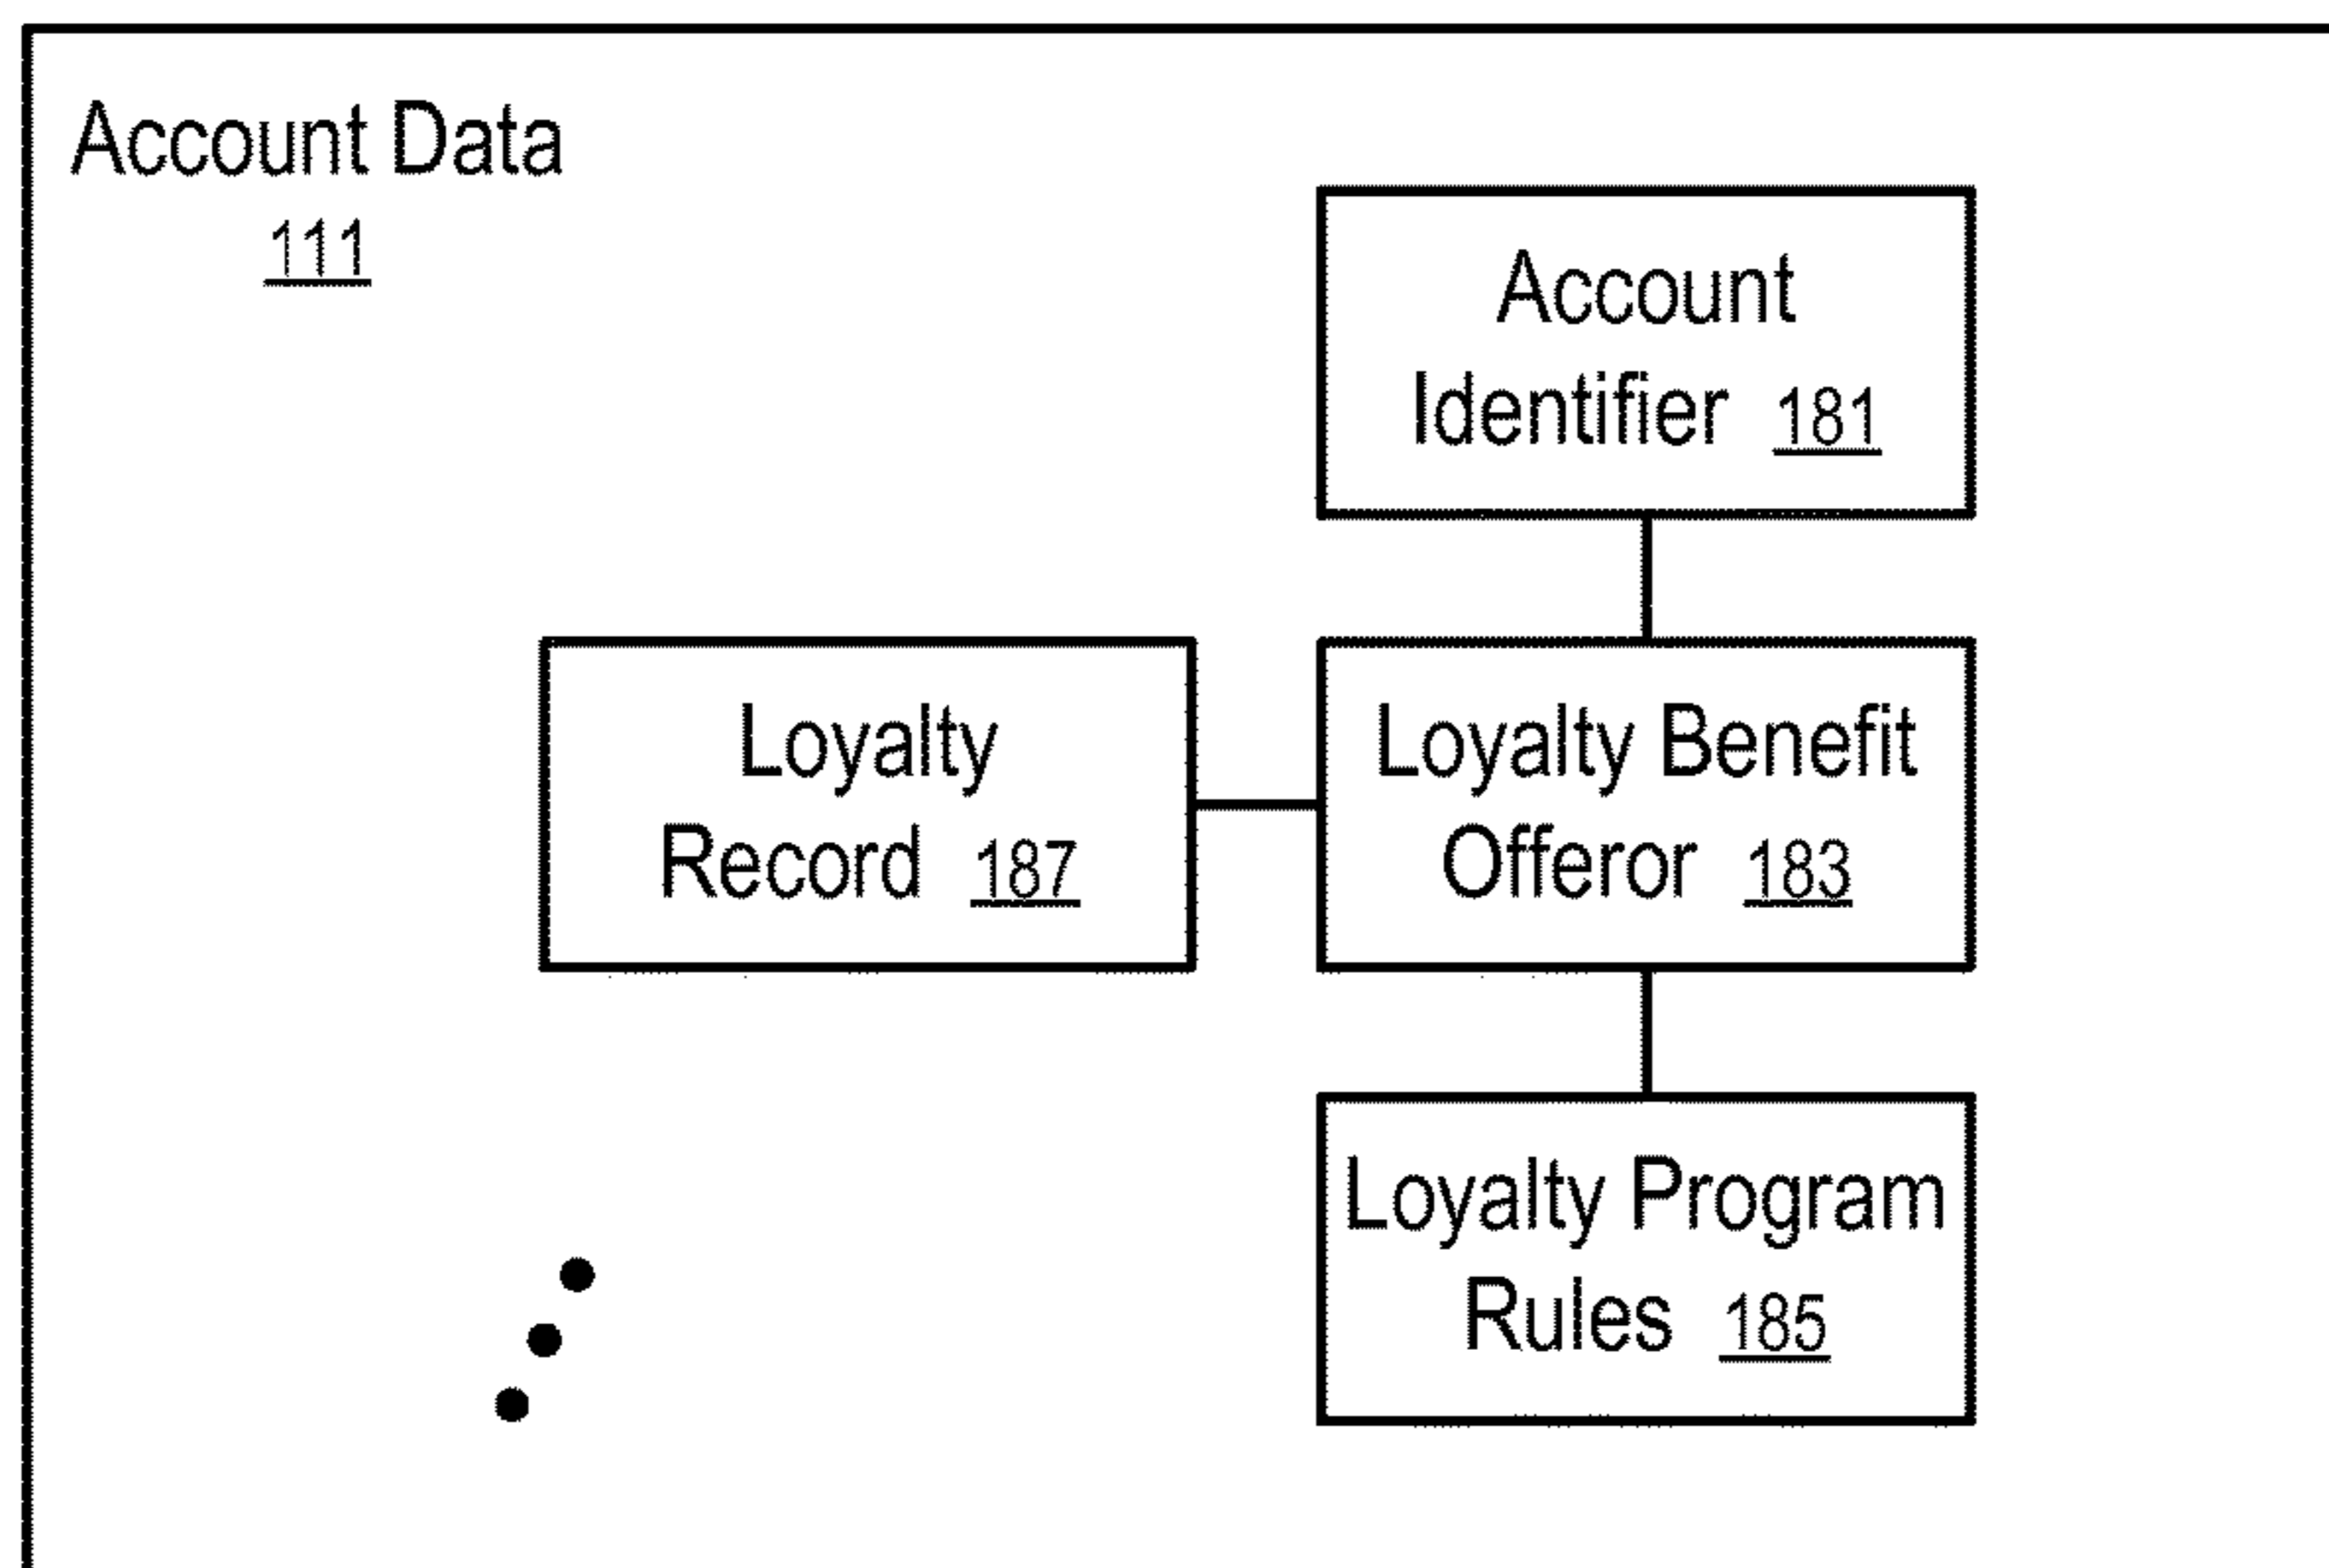 Account Data
111
Account
Identifier 181
Loyalty
Record 187
Loyalty Benefit
Offeror 183
Loyalty Program
Rules 185